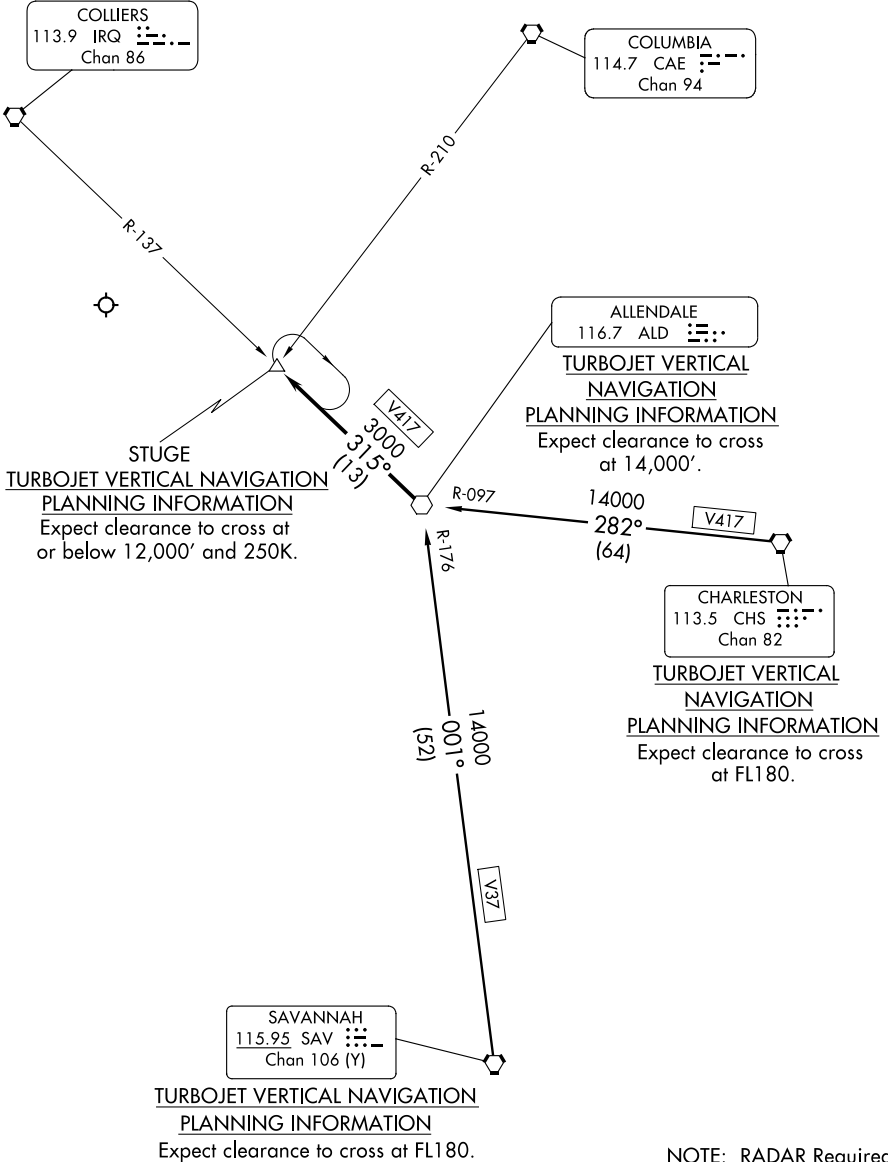 COLLIERS
113.9 IRQ
Chan 86
COLUMBIA
114.7 CAE
Chan 94
R-210
R-137
ALLENDALE
116.7 ALD
TURBOJET VERTICAL
NAVIGATION
PLANNING INFORMATION
Expect clearance to cross
at 14,000'.
V417
3000
315°
(13)
STUGE
TURBOJET VERTICAL NAVIGATION
PLANNING INFORMATION
Expect clearance to cross at
or below 12,000' and 250K.
R-097
14000
282°
(64)
V417
R-176
CHARLESTON
113.5 CHS
Chan 82
TURBOJET VERTICAL
NAVIGATION
PLANNING INFORMATION
Expect clearance to cross
at FL180.
14000
001°
(52)
V37
SAVANNAH
115.95 SAV
Chan 106 (Y)
TURBOJET VERTICAL NAVIGATION
PLANNING INFORMATION
Expect clearance to cross at FL180.
NOTE: RADAR Required